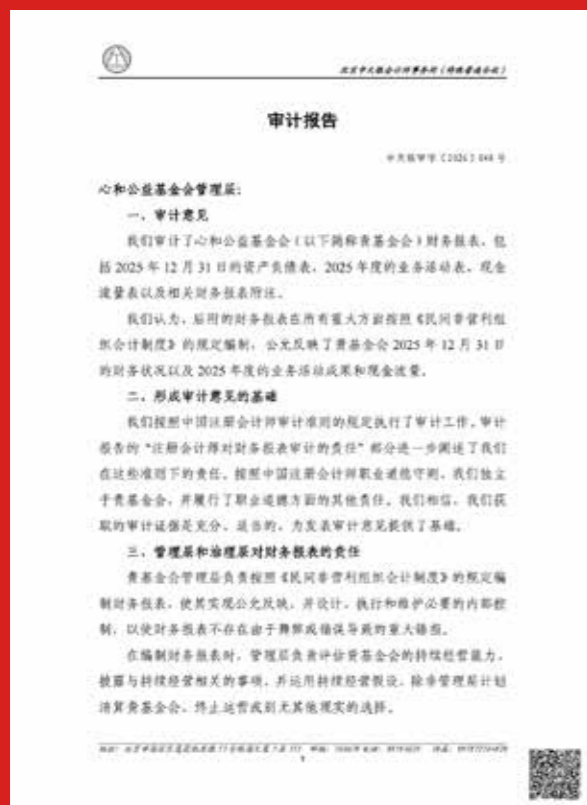 审计报告
心和公益基金会管理层：
一、审计意见
我们审计了心和公益基金会（以下简称贵基金会）财务报表，包
括 2025 年 12 月 31 日的资产负债表，2025 年度的业务活动表、现金
流量表以及相关财务报表附注。
我们认为，后附的财务报表在所有重大方面按照《民间非营利组
织会计制度》的规定编制，公允反映了贵基金会 2025 年 12 月 31 日
的财务状况以及 2025 年度的业务活动成果和现金流量。
二、形成审计意见的基础
我们按照中国注册会计师审计准则的规定执行了审计工作。审计
报告的“注册会计师对财务报表审计的责任”部分进一步阐述了我们
在这些准则下的责任。按照中国注册会计师职业道德守则，我们独立
于贵基金会，并履行了职业道德方面的其他责任。我们相信，我们获
取的审计证据是充分、适当的，为发表审计意见提供了基础。
三、管理层和治理层对财务报表的责任
贵基金会管理层负责按照《民间非营利组织会计制度》的规定编
制财务报表，使其实现公允反映，并设计、执行和维护必要的内部控
制，以使财务报表不存在由于舞弊或错误导致的重大错报。
在编制财务报表时，管理层负责评估贵基金会的持续经营能力，
披露与持续经营相关的事项，并运用持续经营假设，除非管理层计划
清算贵基金会、终止运营或别无其他现实的选择。